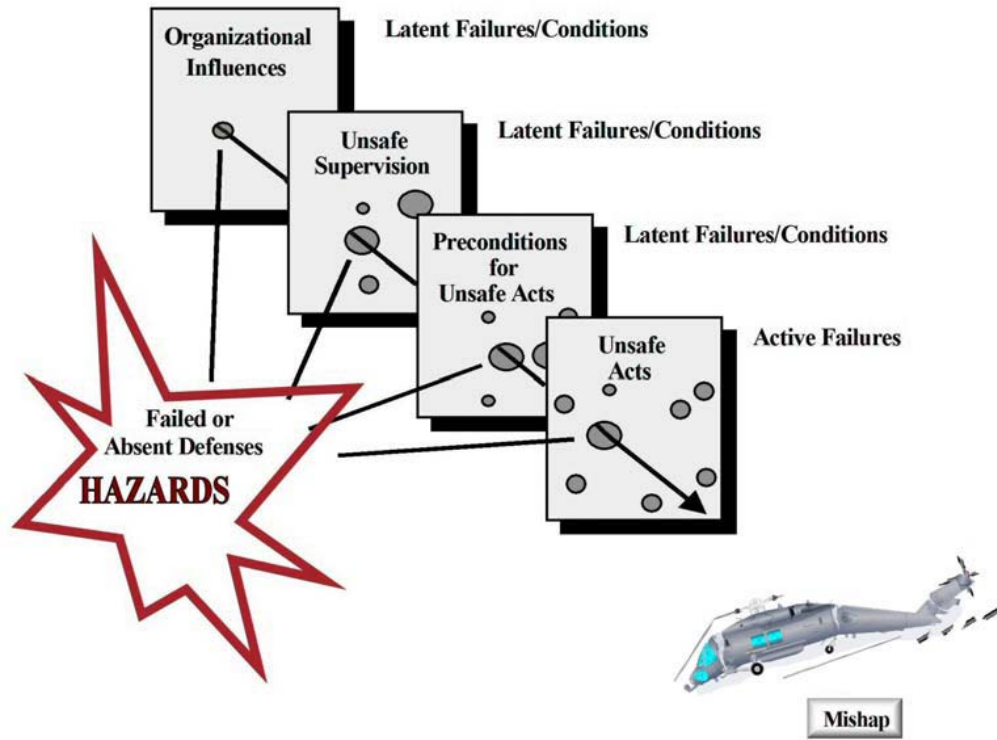 Organizational
Influences
Latent Failures/Conditions
Unsafe
Supervision
Latent Failures/Conditions
Preconditions
for
Unsafe Acts
Latent Failures/Conditions
Unsafe
Acts
Active Failures
Failed or
Absent Defenses
HAZARDS
Mishap